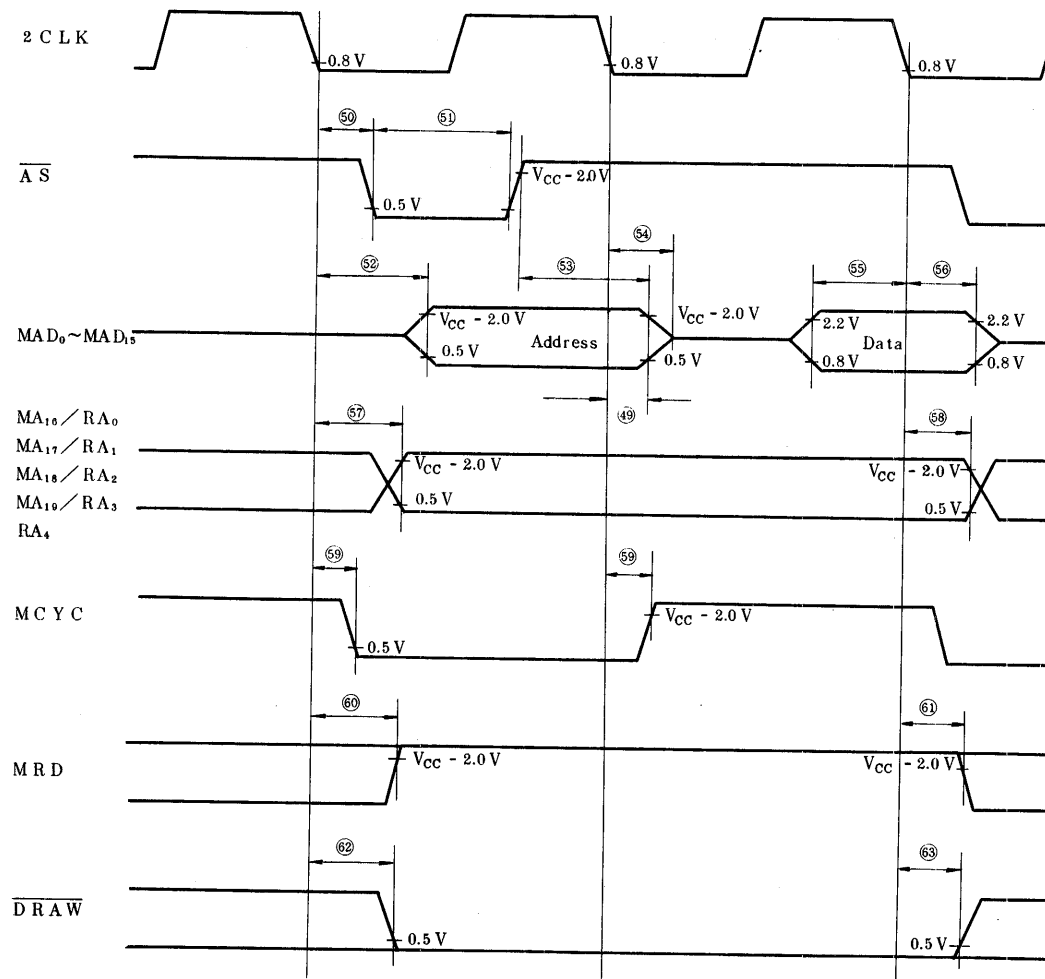 2 CLK
0.8 V 0.8 V 0.8 V
㊿ 51
AS
VCC - 2.0 V
0.5 V
54
52 53 55 56
VCC - 2.0 V VCC - 2.0 V 2.2 V 2.2 V
MAD0~MAD15 Address Data
0.5 V 0.5 V 0.8 V 0.8 V
MA16/RA0 57 ㊾ 58
MA17/RA1
VCC - 2.0 V VCC - 2.0 V
MA18/RA2
MA19/RA3 0.5 V 0.5 V
RA4
59 59
MCYC
VCC - 2.0 V
0.5 V
60 61
VCC - 2.0 V VCC - 2.0 V
MRD
62 63
DRAW
0.5 V 0.5 V